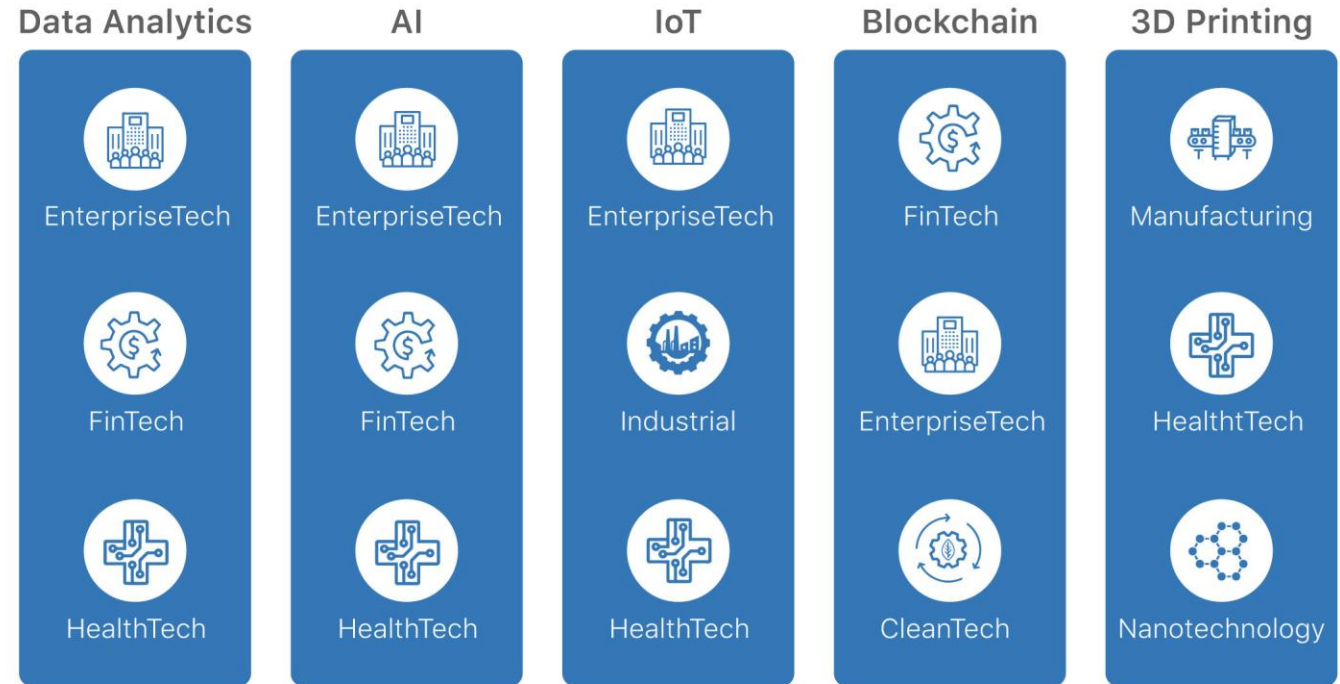 Data Analytics
EnterpriseTech
FinTech
HealthTech
AI
EnterpriseTech
FinTech
HealthTech
IoT
EnterpriseTech
Industrial
HealthTech
Blockchain
FinTech
EnterpriseTech
CleanTech
3D Printing
Manufacturing
HealthtTech
Nanotechnology